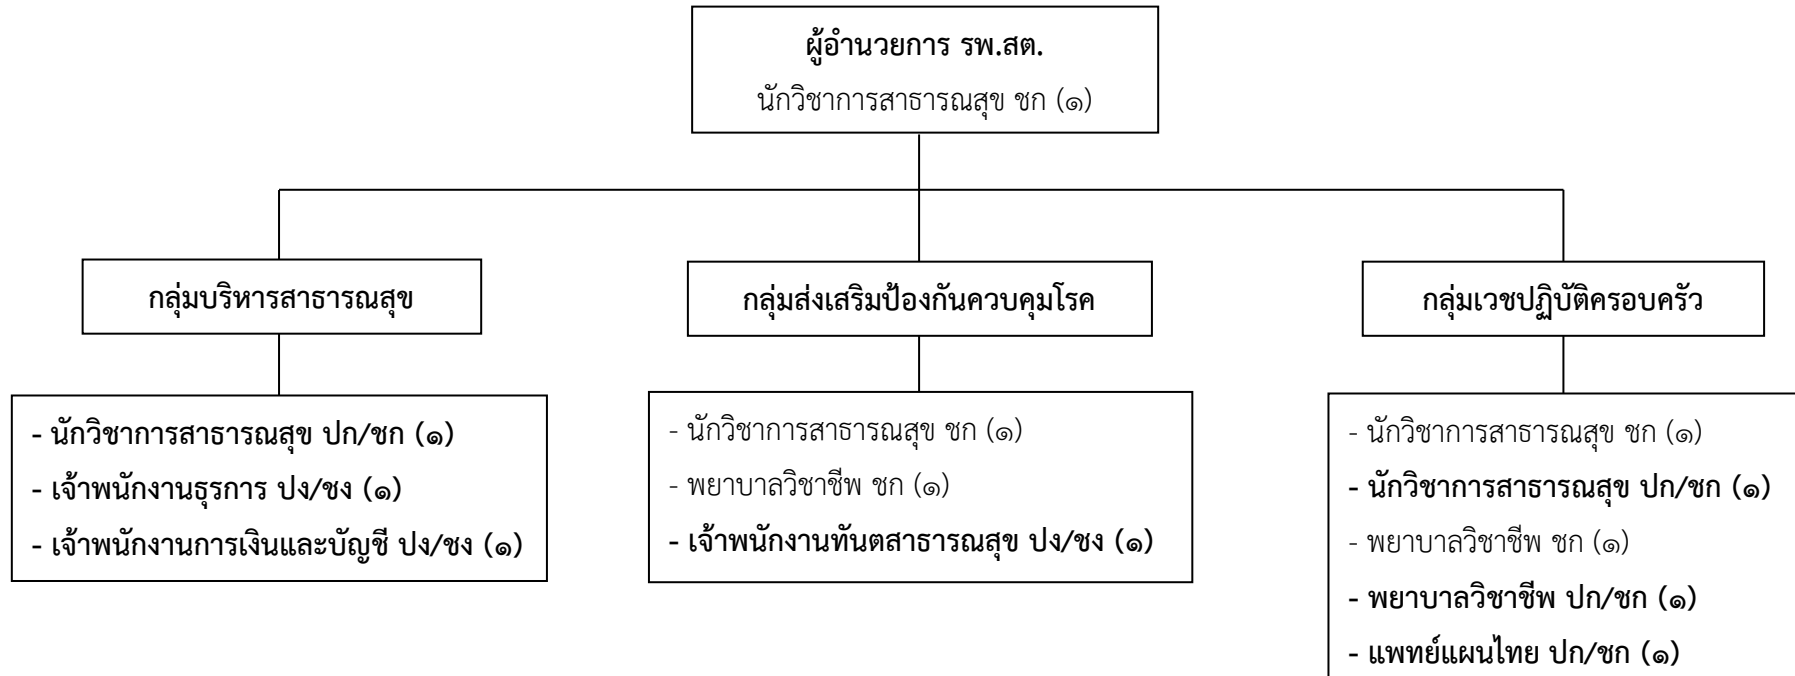 ผู้อำนวยการ รพ.สต.
นักวิชาการสาธารณสุข ชก (๑)
กลุ่มบริหารสาธารณสุข
- นักวิชาการสาธารณสุข ปก/ชก (๑)
- เจ้าพนักงานธุรการ ปง/ชง (๑)
- เจ้าพนักงานการเงินและบัญชี ปง/ชง (๑)
กลุ่มส่งเสริมป้องกันควบคุมโรค
- นักวิชาการสาธารณสุข ชก (๑)
- พยาบาลวิชาชีพ ชก (๑)
- เจ้าพนักงานทันตสาธารณสุข ปง/ชง (๑)
กลุ่มเวชปฏิบัติครอบครัว
- นักวิชาการสาธารณสุข ชก (๑)
- นักวิชาการสาธารณสุข ปก/ชก (๑)
- พยาบาลวิชาชีพ ชก (๑)
- พยาบาลวิชาชีพ ปก/ชก (๑)
- แพทย์แผนไทย ปก/ชก (๑)